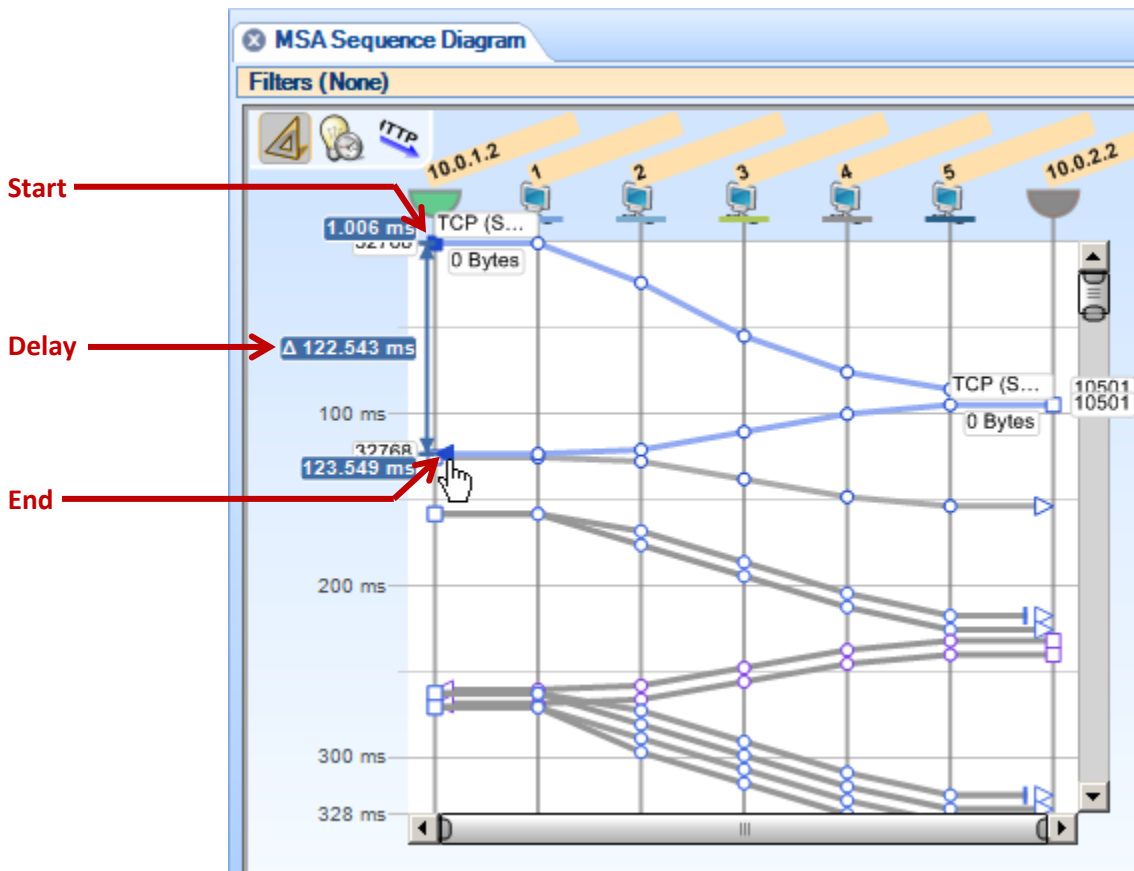 MSA Sequence Diagram
Filters (None)
10.0.1.2
1
2
3
4
5
10.0.2.2
Start
1.006 ms
TCP (S...
32768
0 Bytes
Delay
Δ 122.543 ms
TCP (S...
10501
10501
100 ms
0 Bytes
32768
123.549 ms
End
200 ms
300 ms
328 ms